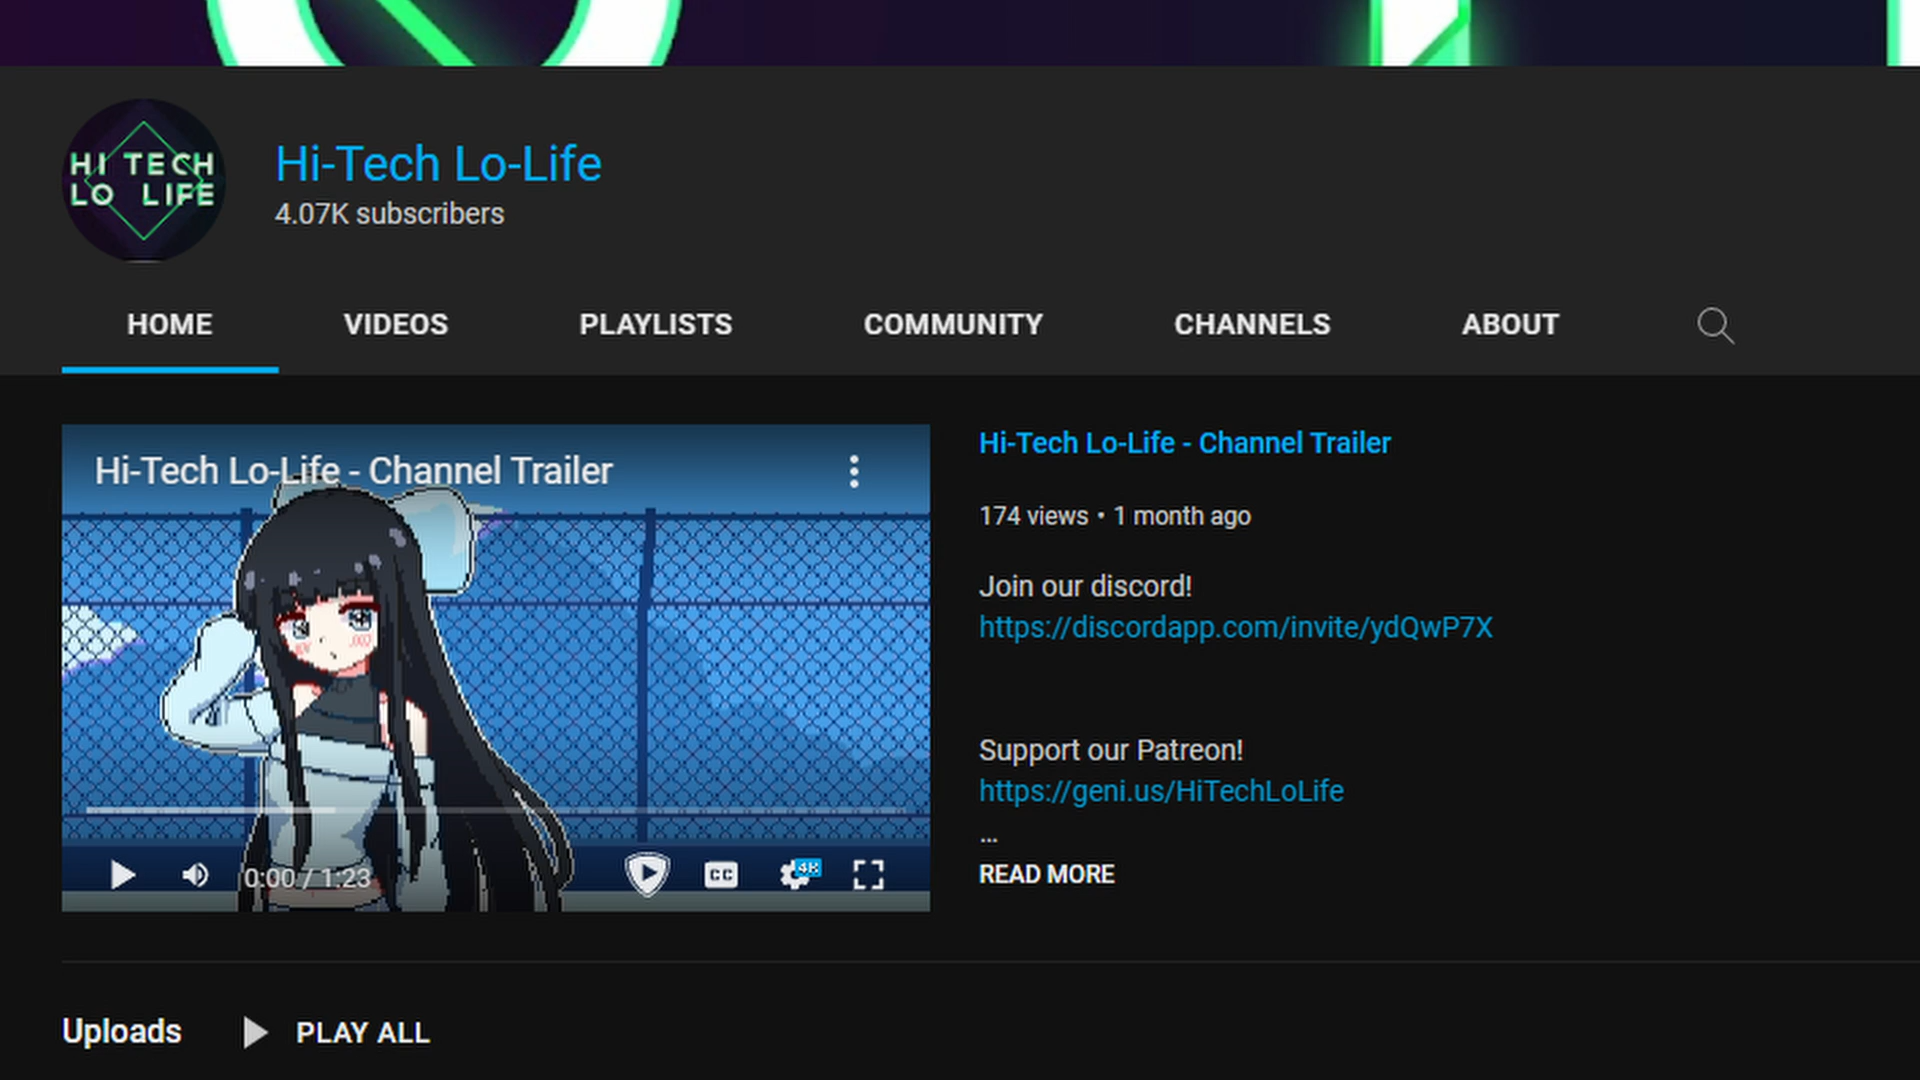 HI TECH
LO LIFE
Hi-Tech Lo-Life
4.07K subscribers
HOME VIDEOS PLAYLISTS COMMUNITY CHANNELS ABOUT
Hi-Tech Lo-Life - Channel Trailer
0:00 / 1:23
CC
4K
Hi-Tech Lo-Life - Channel Trailer
174 views • 1 month ago
Join our discord!
https://discordapp.com/invite/ydQwP7X
Support our Patreon!
https://geni.us/HiTechLoLife
...
READ MORE
Uploads PLAY ALL